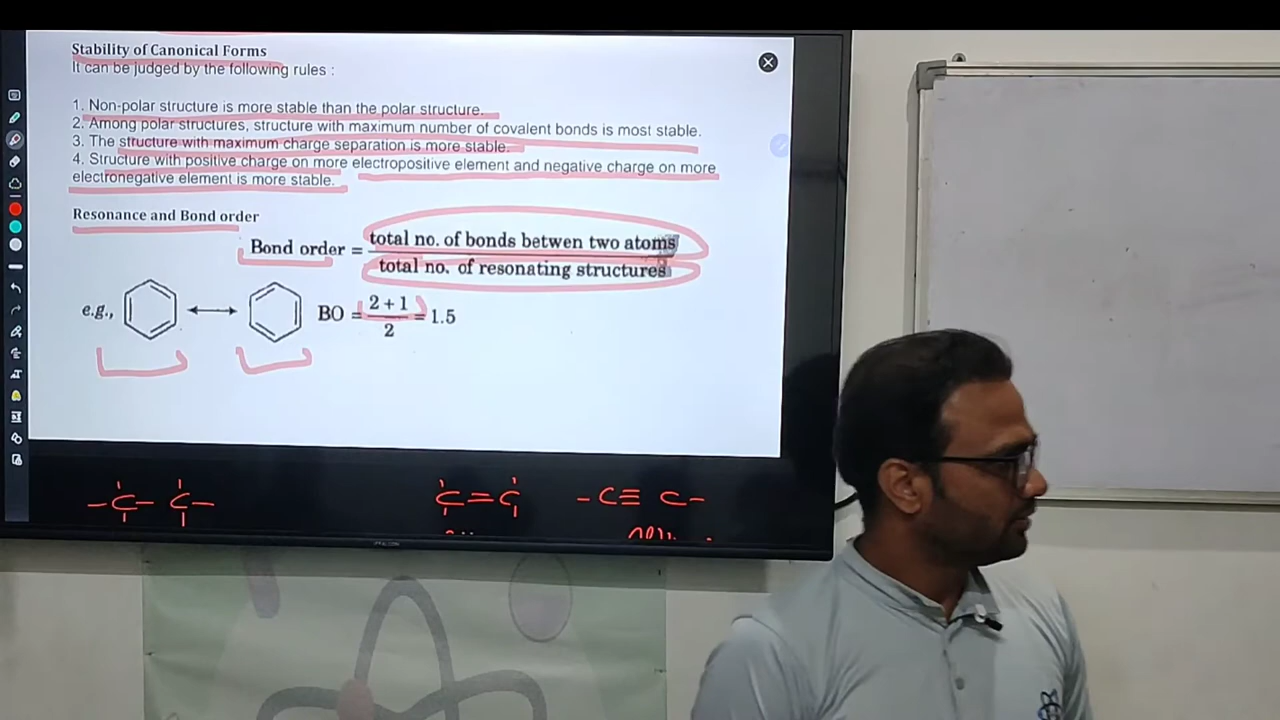 Stability of Canonical Forms
It can be judged by the following rules :
1. Non-polar structure is more stable than the polar structure.
2. Among polar structures, structure with maximum number of covalent bonds is most stable.
3. The structure with maximum charge separation is more stable.
4. Structure with positive charge on more electropositive element and negative charge on more
electronegative element is more stable.
Resonance and Bond order
Bond order = total no. of bonds betwen two atoms
total no. of resonating structures
e.g., ↔ BO = 2 + 1 = 1.5
2
-C-C- C=C -C≡C-